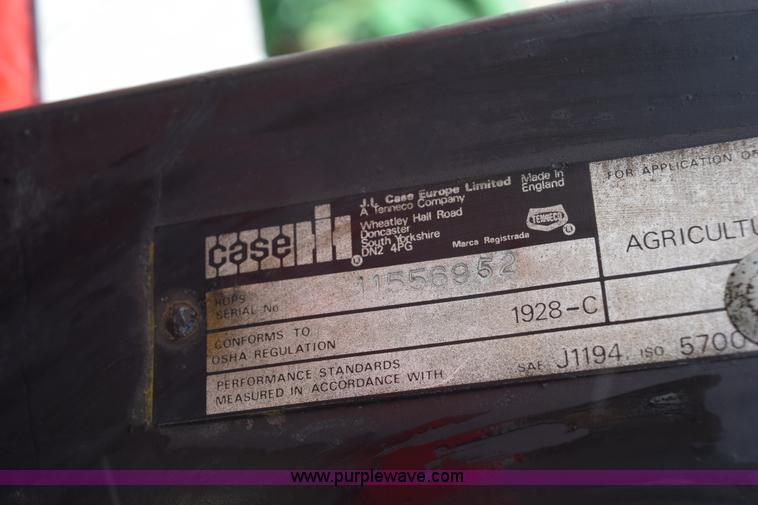 case IH
J.I. Case Europe Limited
A Tenneco Company
Wheatley Hall Road
Doncaster
South Yorkshire
DN2 4PG
Made in
England
TENNECO
Marca Registrada
ROPS
SERIAL No
11556952
CONFORMS TO
OSHA REGULATION
1928-C
PERFORMANCE STANDARDS
MEASURED IN ACCORDANCE WITH
SAE J1194. ISO 5700
FOR APPLICATION
AGRICULTU
www.purplewave.com